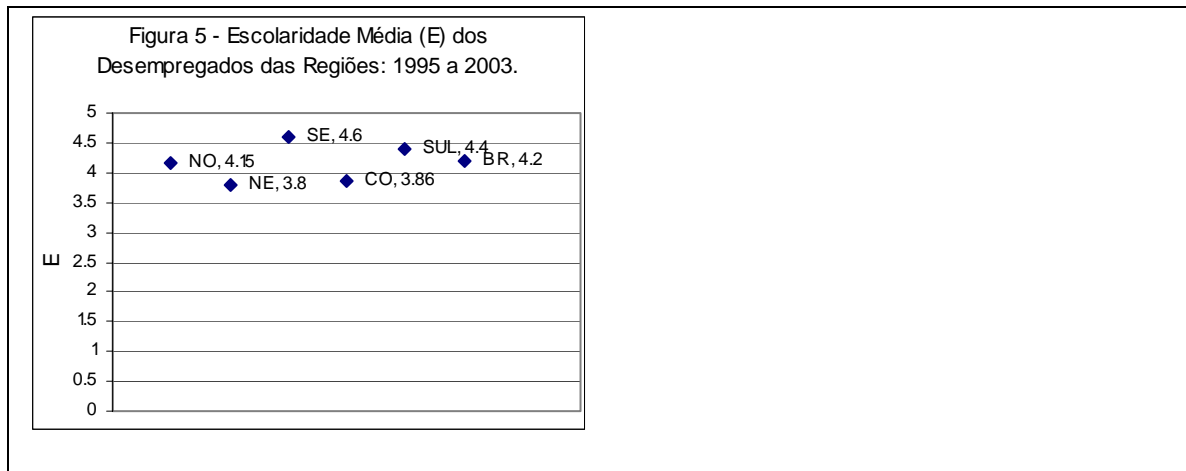 Figura 5 - Escolaridade Média (E) dos
Desempregados das Regiões: 1995 a 2003.
E
5
4.5
4
3.5
3
2.5
2
1.5
1
0.5
0
NO, 4.15
NE, 3.8
SE, 4.6
CO, 3.86
SUL, 4.4
BR, 4.2